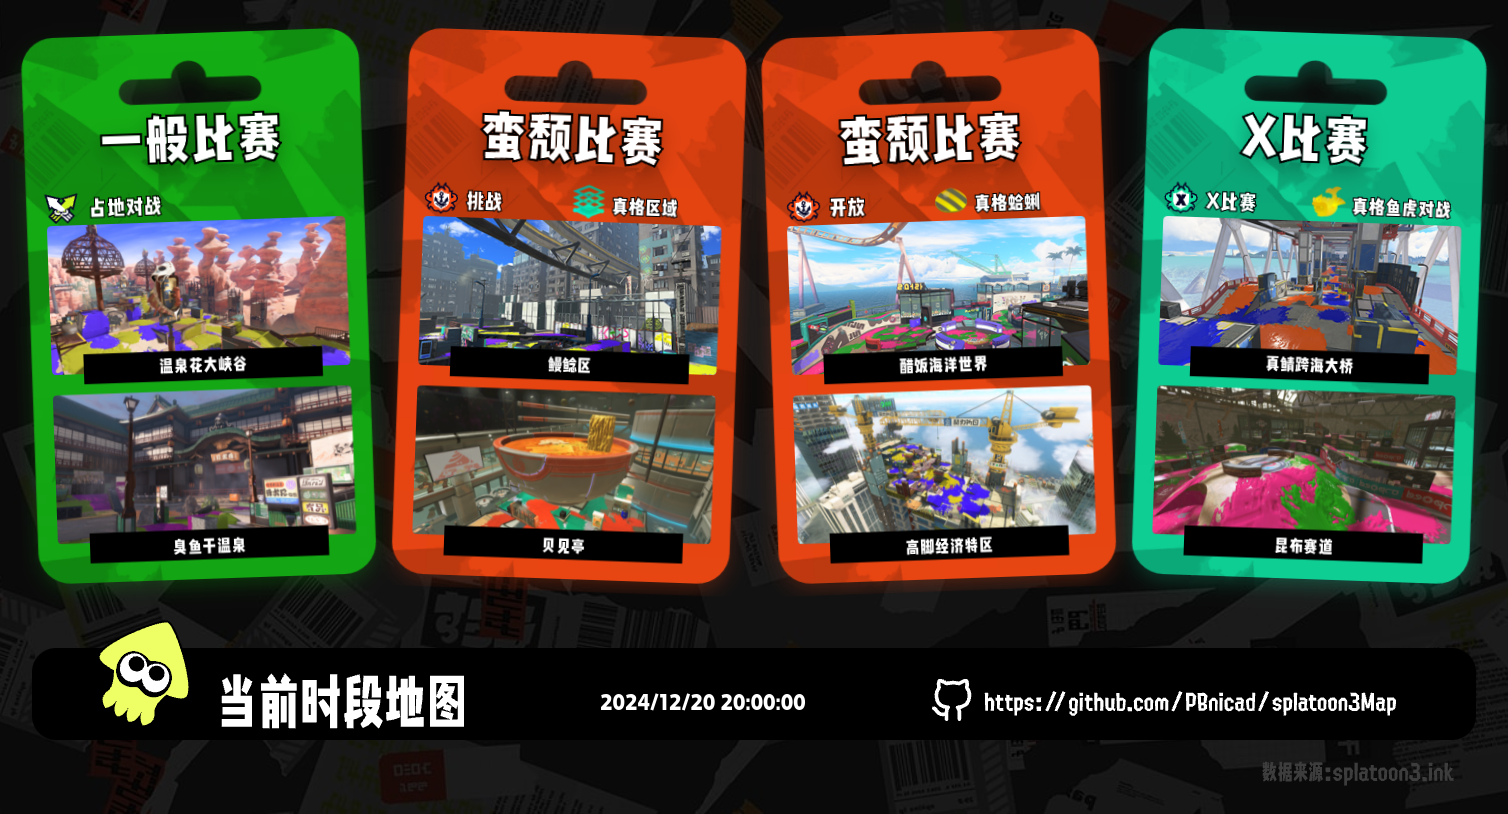 一般比赛
占地对战
温泉花大峡谷
臭鱼干温泉
蛮颓比赛
挑战
真格区域
鳗鲶区
贝见亭
蛮颓比赛
开放
真格蛤蜊
醋饭海洋世界
高脚经济特区
X比赛
X比赛
真格鱼虎对战
真鲭跨海大桥
昆布赛道
当前时段地图
2024/12/20 20:00:00
https://github.com/PBnicad/splatoon3Map
数据来源:splatoon3.ink